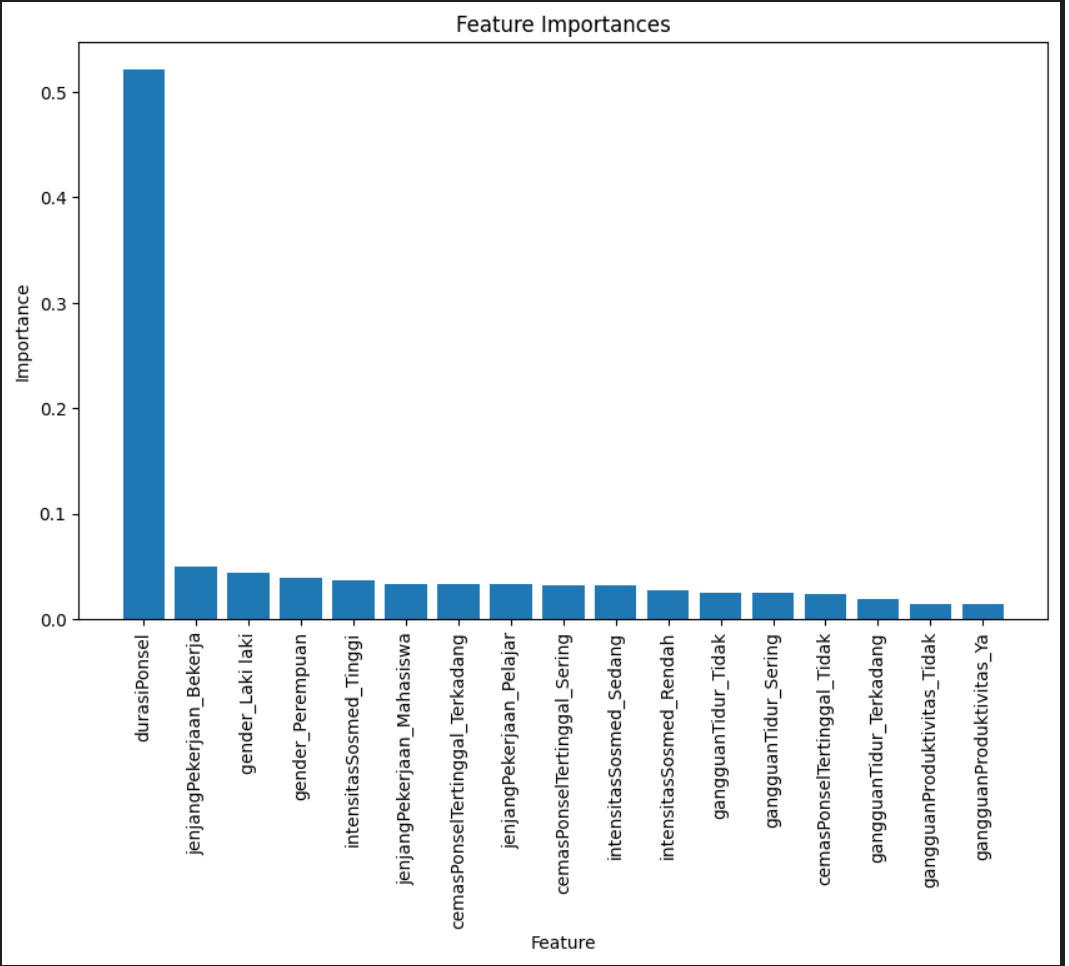 Feature Importances
Importance
0.5
0.4
0.3
0.2
0.1
0.0
durasiPonsel
jenjangPekerjaan_Bekerja
gender_Laki laki
gender_Perempuan
intensitasSosmed_Tinggi
jenjangPekerjaan_Mahasiswa
cemasPonselTertinggal_Terkadang
jenjangPekerjaan_Pelajar
cemasPonselTertinggal_Sering
intensitasSosmed_Sedang
intensitasSosmed_Rendah
gangguanTidur_Tidak
gangguanTidur_Sering
cemasPonselTertinggal_Tidak
gangguanTidur_Terkadang
gangguanProduktivitas_Tidak
gangguanProduktivitas_Ya
Feature